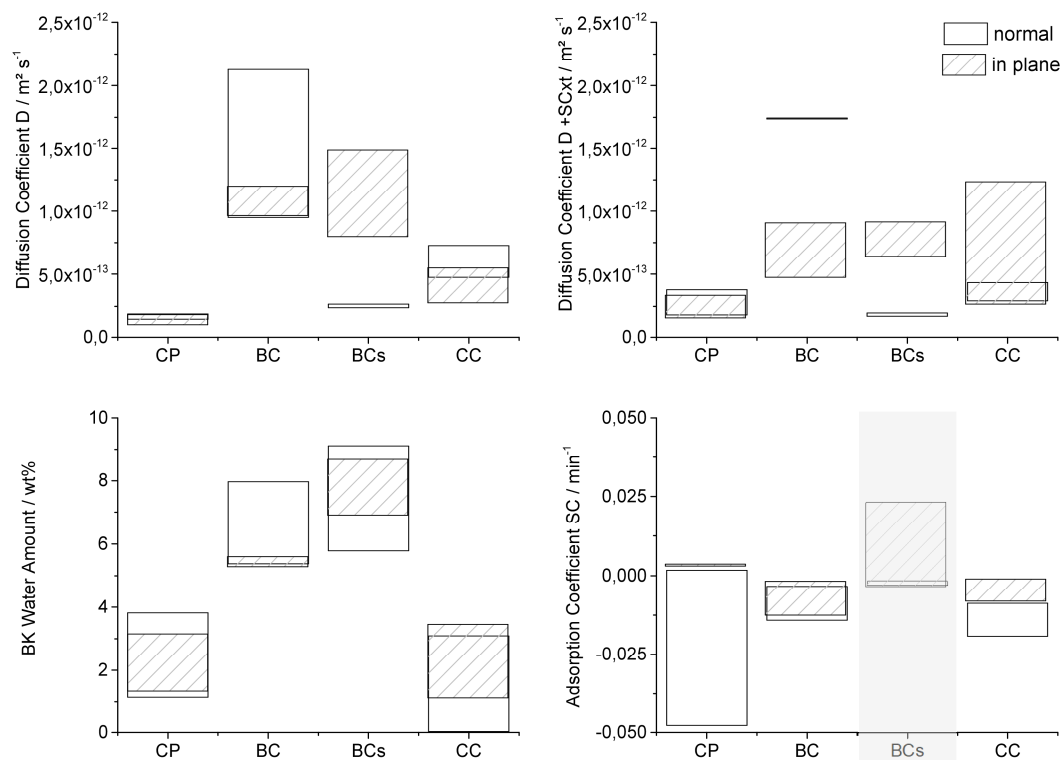 Diffusion Coefficient D / m² s⁻¹
2,5x10⁻¹²
2,0x10⁻¹²
1,5x10⁻¹²
1,0x10⁻¹²
5,0x10⁻¹³
0,0
CP BC BCs CC
Diffusion Coefficient D +SCxt / m² s⁻¹
2,5x10⁻¹²
2,0x10⁻¹²
1,5x10⁻¹²
1,0x10⁻¹²
5,0x10⁻¹³
0,0
CP BC BCs CC
normal
in plane
BK Water Amount / wt%
10
8
6
4
2
0
CP BC BCs CC
Adsorption Coefficient SC / min⁻¹
0,050
0,025
0,000
-0,025
-0,050
CP BC BCs CC